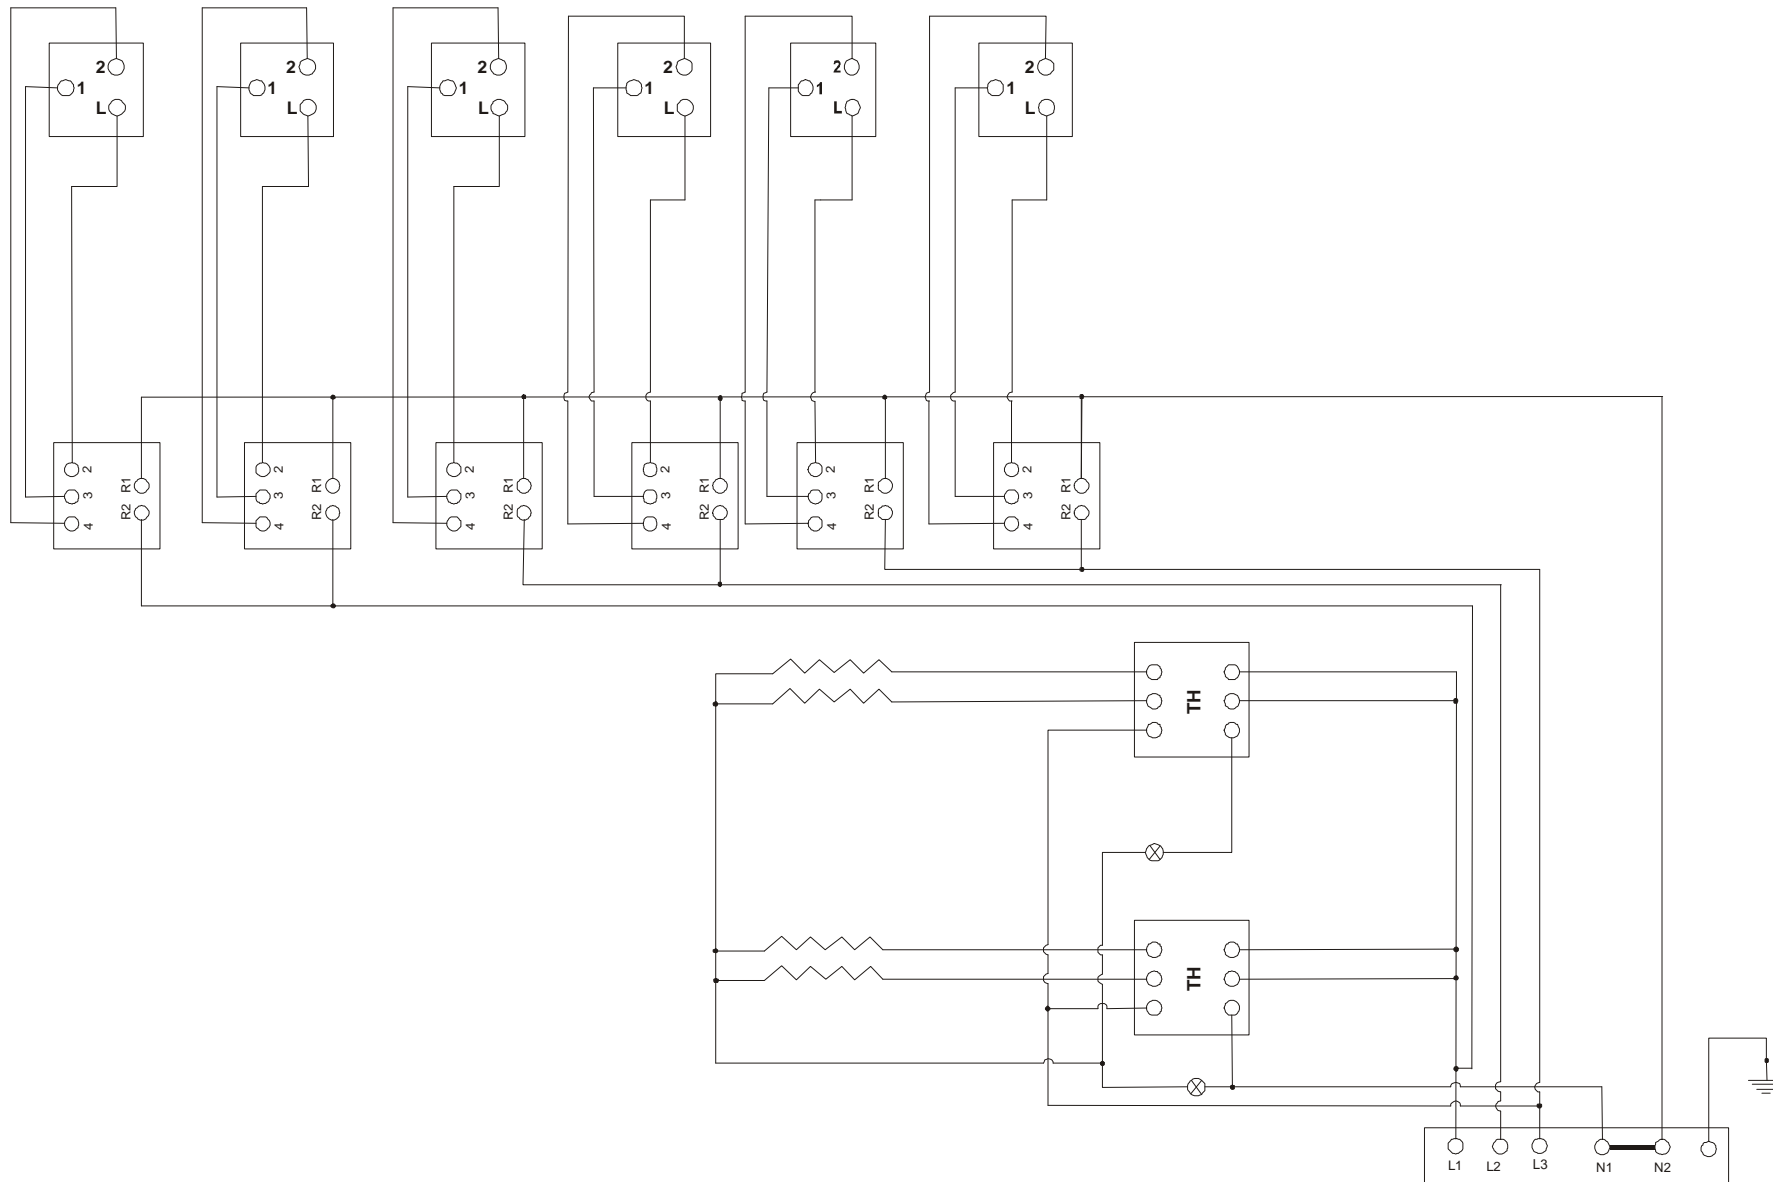 2 2 2 2 2 2
1 1 1 1 1 1
L L L L L L
2 2 2 2 2 2
R1 R1 R1 R1 R1 R1
3 3 3 3 3 3
R2 R2 R2 R2 R2 R2
4 4 4 4 4 4
TH
TH
L1 L2 L3 N1 N2